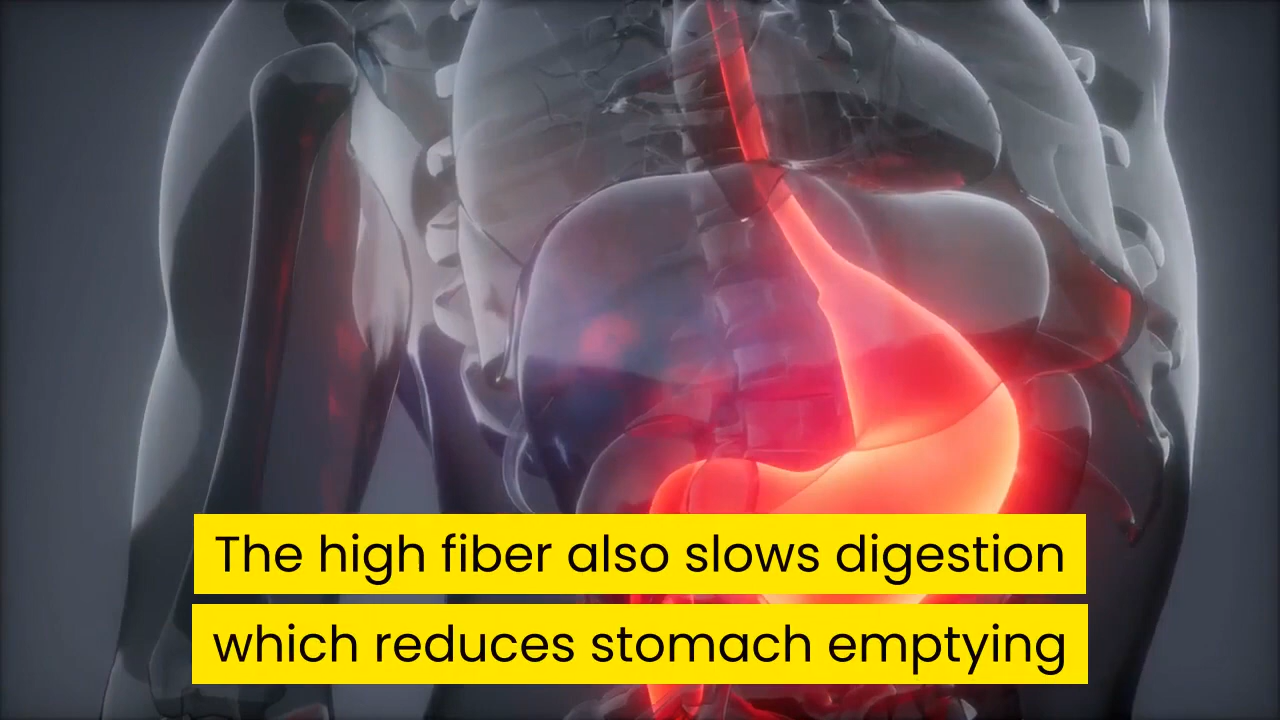 The high fiber also slows digestion
which reduces stomach emptying